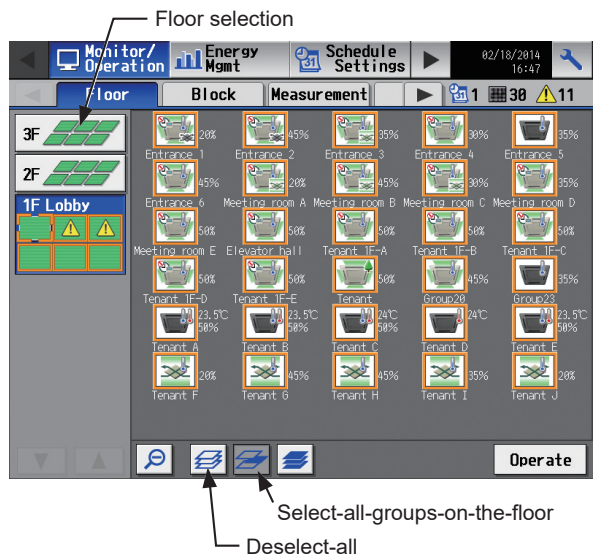 Floor selection
Monitor/ Operation
Energy Mgmt
Schedule Settings
02/18/2014 16:47
Floor
Block
Measurement
31 1
30
11
3F
2F
1F Lobby
20% 45% 35% 30% 35%
Entrance 1 Entrance 2 Entrance 3 Entrance 4 Entrance 5
45% 20% 45% 30% 35%
Entrance 6 Meeting room A Meeting room B Meeting room C Meeting room D
50% 50% 50% 50% 50%
Meeting room E Elevator hall Tenant 1F-A Tenant 1F-B Tenant 1F-C
50% 50% 50% 45% 35%
Tenant 1F-D Tenant 1F-E Tenant Group20 Group23
23.5℃ 23.5℃ 24℃ 24℃ 23.5℃
50% 50% 50% 50%
Tenant A Tenant B Tenant C Tenant D Tenant E
20% 45% 45% 35% 20%
Tenant F Tenant G Tenant H Tenant I Tenant J
Operate
Select-all-groups-on-the-floor
Deselect-all